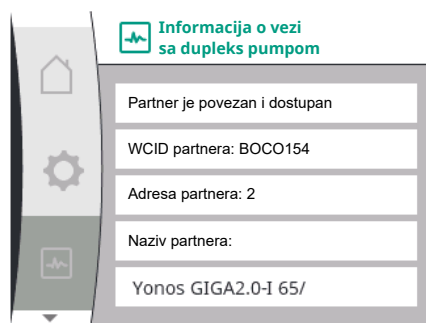 Informacija o vezi
sa dupleks pumpom
Partner je povezan i dostupan
WCID partnera: BOCO154
Adresa partnera: 2
Naziv partnera:
Yonos GIGA2.0-I 65/